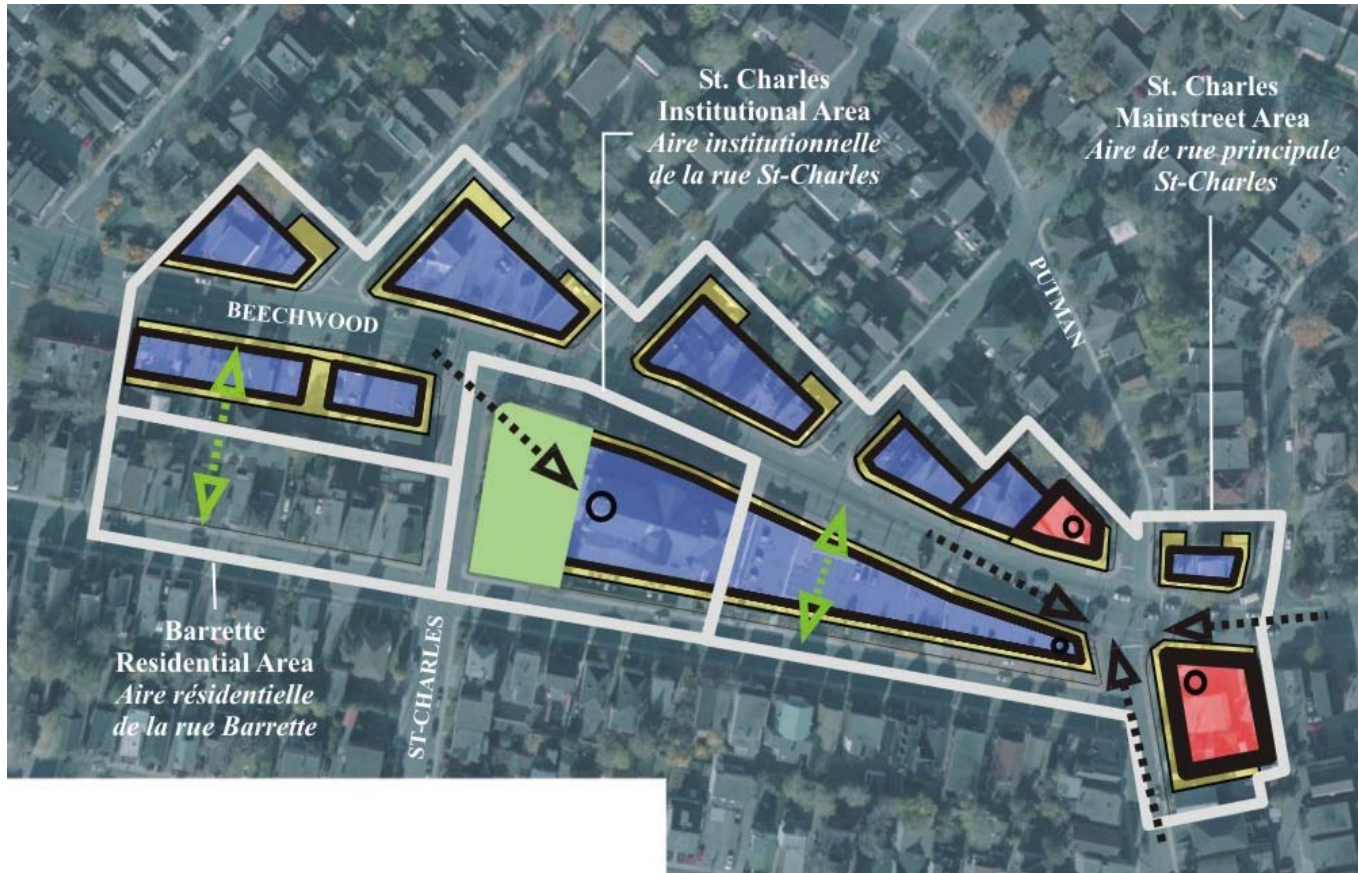 St. Charles
Institutional Area
Aire institutionnelle
de la rue St-Charles
St. Charles
Mainstreet Area
Aire de rue principale
St-Charles
PUTMAN
BEECHWOOD
Barrette
Residential Area
Aire résidentielle
de la rue Barrette
ST-CHARLES